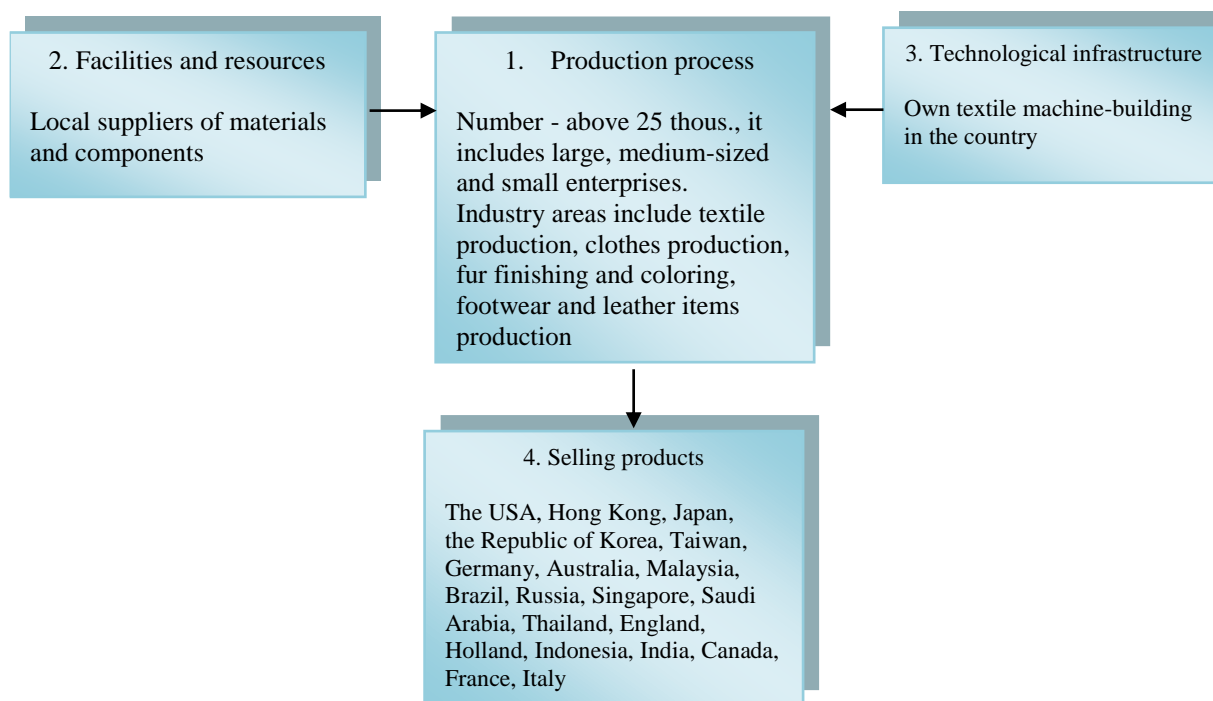 2. Facilities and resources
Local suppliers of materials
and components
1. Production process
Number - above 25 thous., it
includes large, medium-sized
and small enterprises.
Industry areas include textile
production, clothes production,
fur finishing and coloring,
footwear and leather items
production
3. Technological infrastructure
Own textile machine-building
in the country
4. Selling products
The USA, Hong Kong, Japan,
the Republic of Korea, Taiwan,
Germany, Australia, Malaysia,
Brazil, Russia, Singapore, Saudi
Arabia, Thailand, England,
Holland, Indonesia, India, Canada,
France, Italy